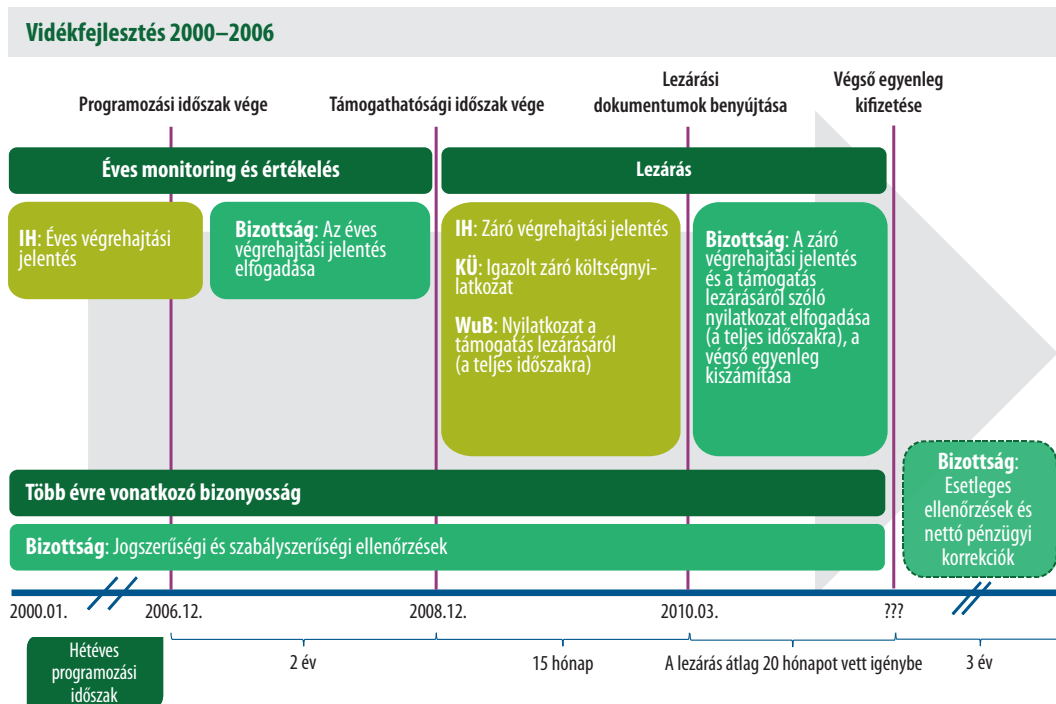 Vidékfejlesztés 2000–2006
Programozási időszak vége
Támogathatósági időszak vége
Lezárási
dokumentumok benyújtása
Végső egyenleg
kifizetése
Éves monitoring és értékelés
Lezárás
IH: Éves végrehajtási
jelentés
Bizottság: Az éves
végrehajtási jelentés
elfogadása
IH: Záró végrehajtási jelentés
KÜ: Igazolt záró költségnyi-
latkozat
WuB: Nyilatkozat a
támogatás lezárásáról
(a teljes időszakra)
Bizottság: A záró
végrehajtási jelentés
és a támogatás
lezárásáról szóló
nyilatkozat elfogadása
(a teljes időszakra), a
végső egyenleg
kiszámítása
Több évre vonatkozó bizonyosság
Bizottság: Jogszerűségi és szabályszerűségi ellenőrzések
Bizottság:
Esetleges
ellenőrzések és
nettó pénzügyi
korrekciók
2000.01.
2006.12.
2008.12.
2010.03.
???
Hétéves
programozási
időszak
2 év
15 hónap
A lezárás átlag 20 hónapot vett igénybe
3 év